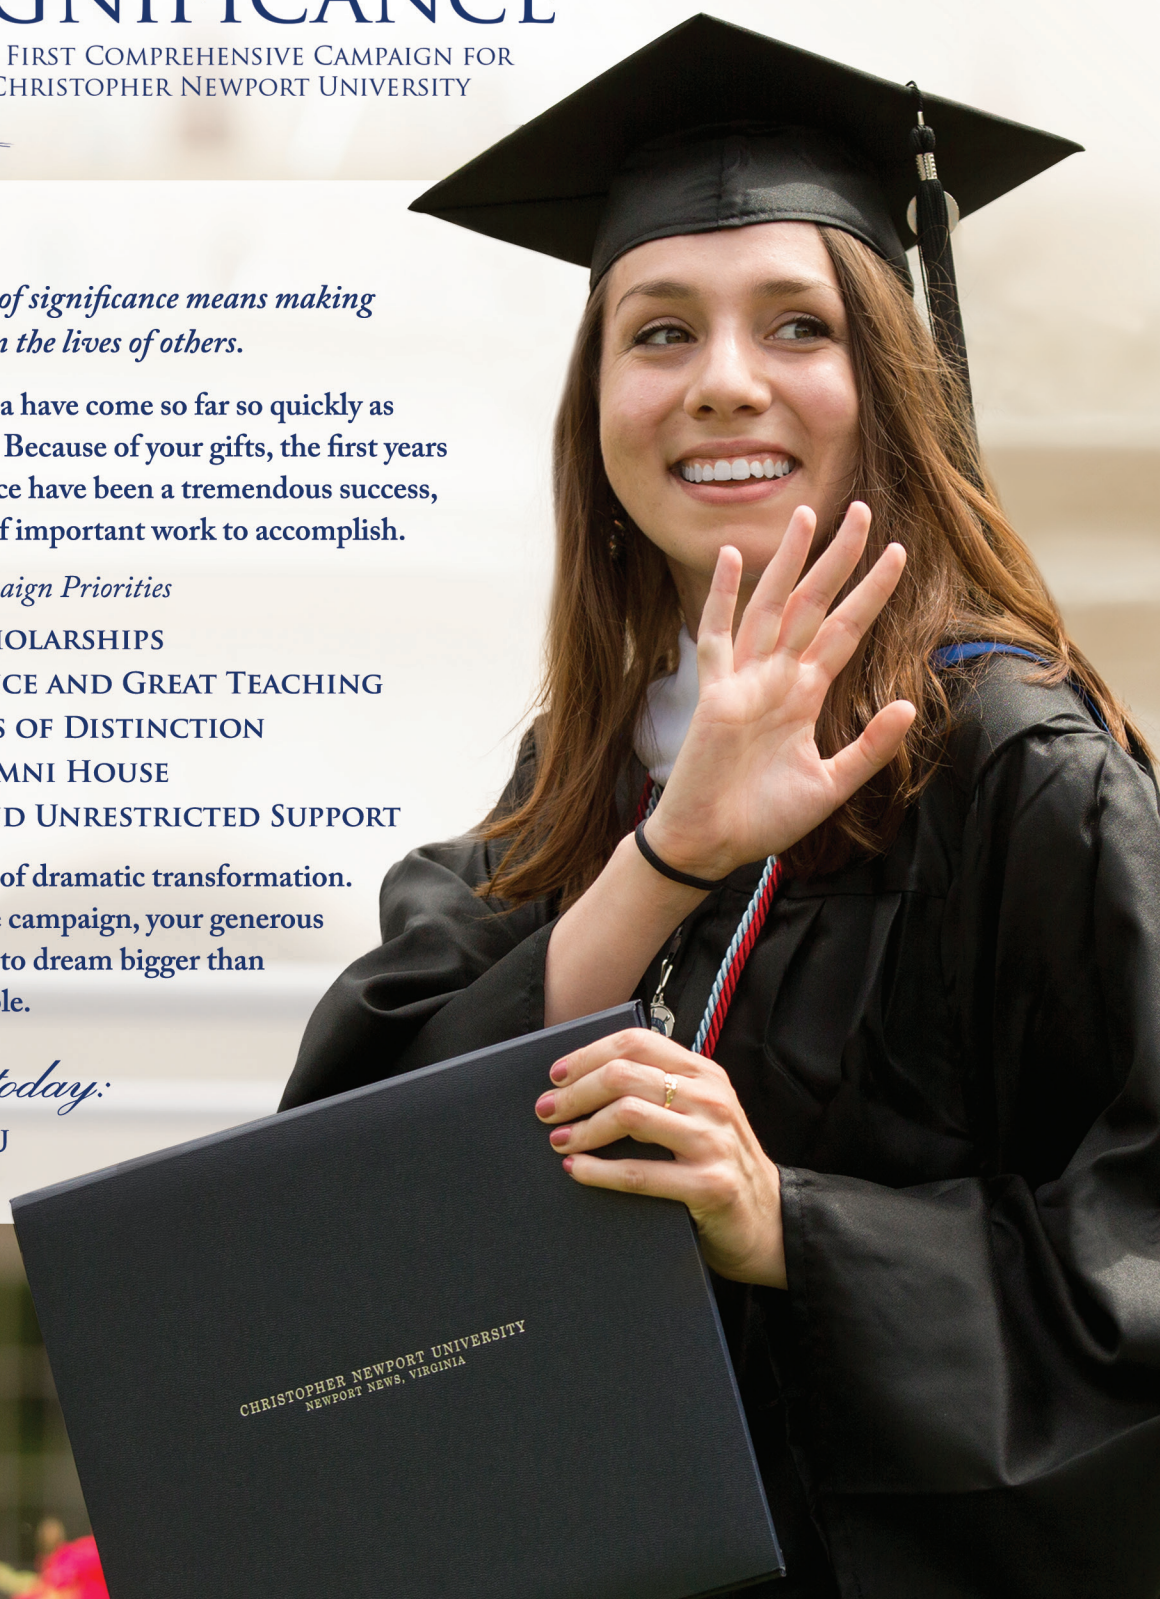 GNIFICANCE
First Comprehensive Campaign for
Christopher Newport University
of significance means making
n the lives of others.
a have come so far so quickly as
Because of your gifts, the first years
ce have been a tremendous success,
f important work to accomplish.
aign Priorities
holarships
ce and Great Teaching
s of Distinction
mni House
nd Unrestricted Support
of dramatic transformation.
e campaign, your generous
to dream bigger than
ole.
today:
U
CHRISTOPHER NEWPORT UNIVERSITY
NEWPORT NEWS, VIRGINIA